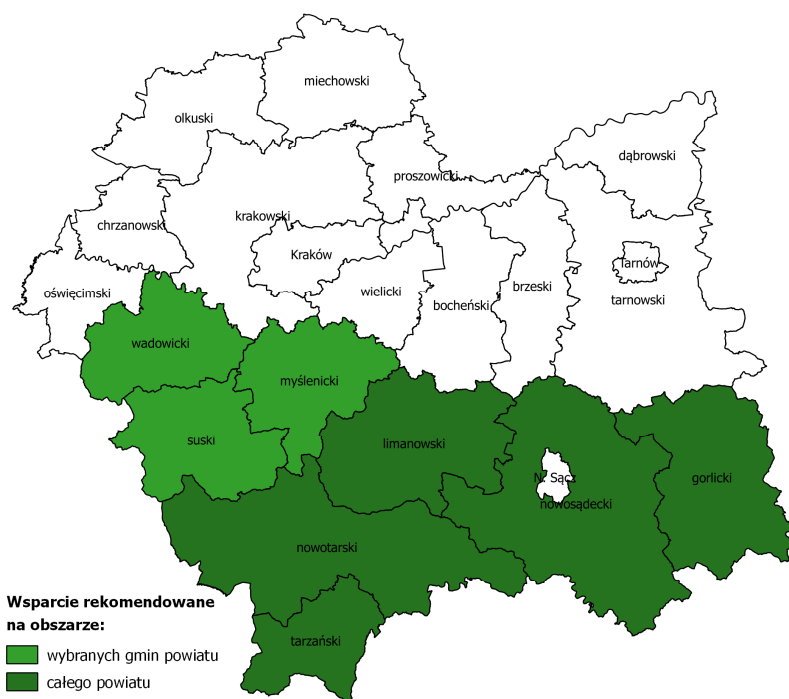 miechowski
olkuski
dąbrowski
proszowicki
chrzanowski
krakowski
Kraków
Tarnów
oświęcimski
wielicki
bocheński
brzeski
tarnowski
wadowicki
myślenicki
suski
limanowski
N. Sącz
nowosądecki
gorlicki
nowotarski
tarzański
Wsparcie rekomendowane
na obszarze:
wybranych gmin powiatu
całego powiatu